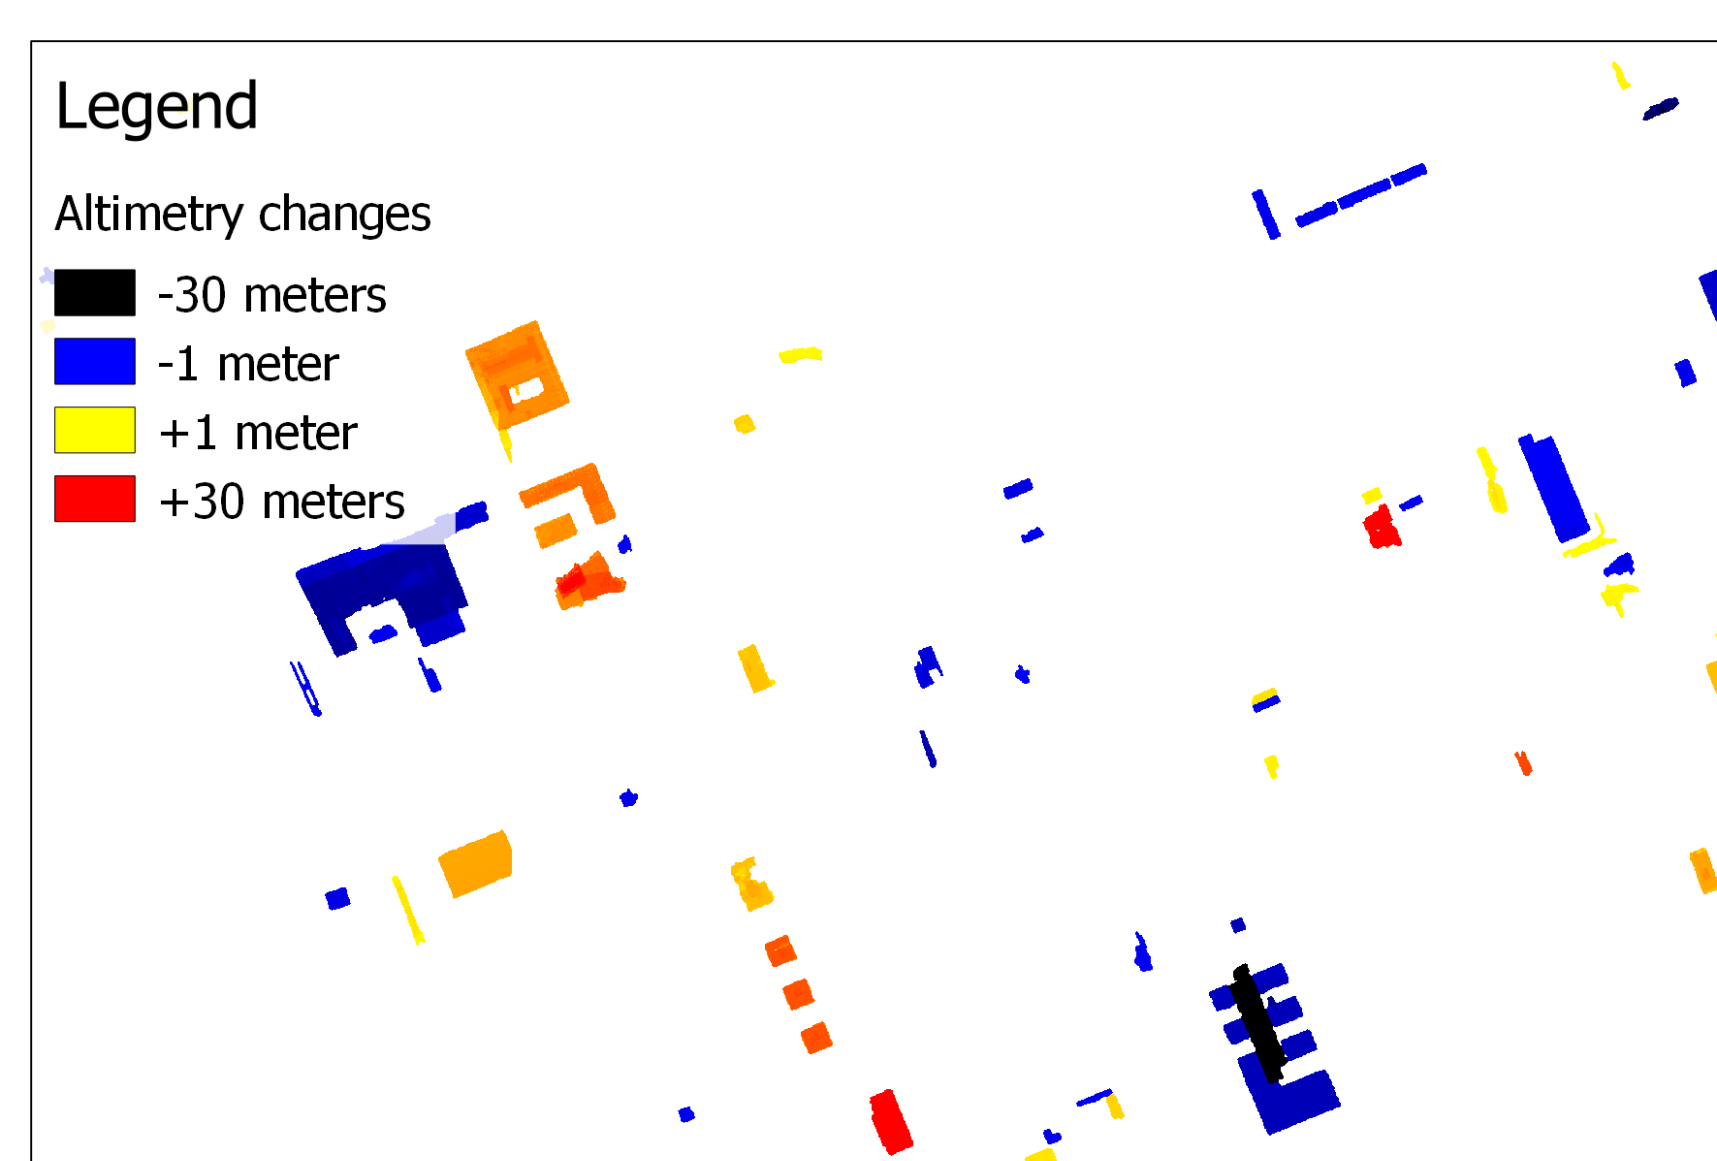 Legend
Altimetry changes
-30 meters
-1 meter
+1 meter
+30 meters